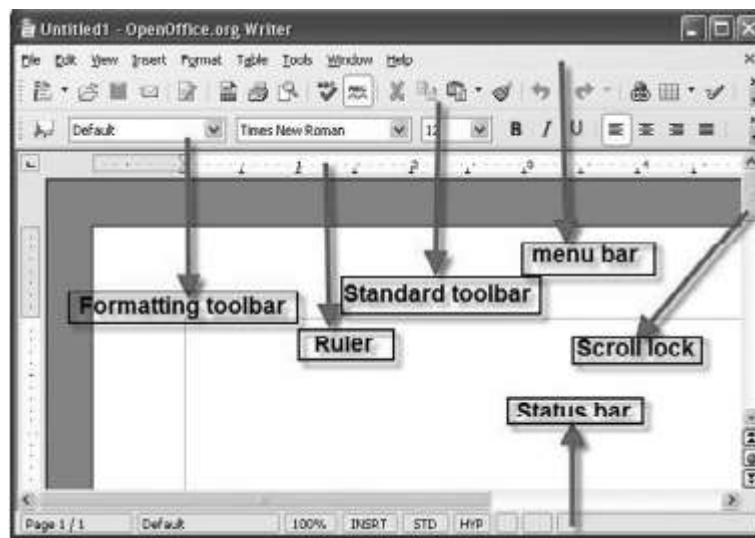 Untitled1 - OpenOffice.org Writer
File Edit View Insert Format Table Tools Window Help
Default Times New Roman 12 B I U
menu bar
Formatting toolbar
Standard toolbar
Ruler
Scroll lock
Status bar
Page 1 / 1 Default 100% INSRT STD HYP